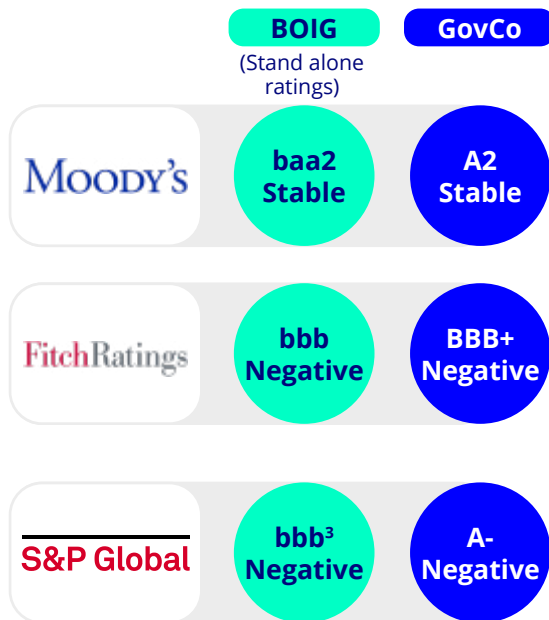 BOIG GovCo
(Stand alone
ratings)
MOODY'S
baa2 A2
Stable Stable
FitchRatings
bbb BBB+
Negative Negative
S&P Global
bbb³ A-
Negative Negative